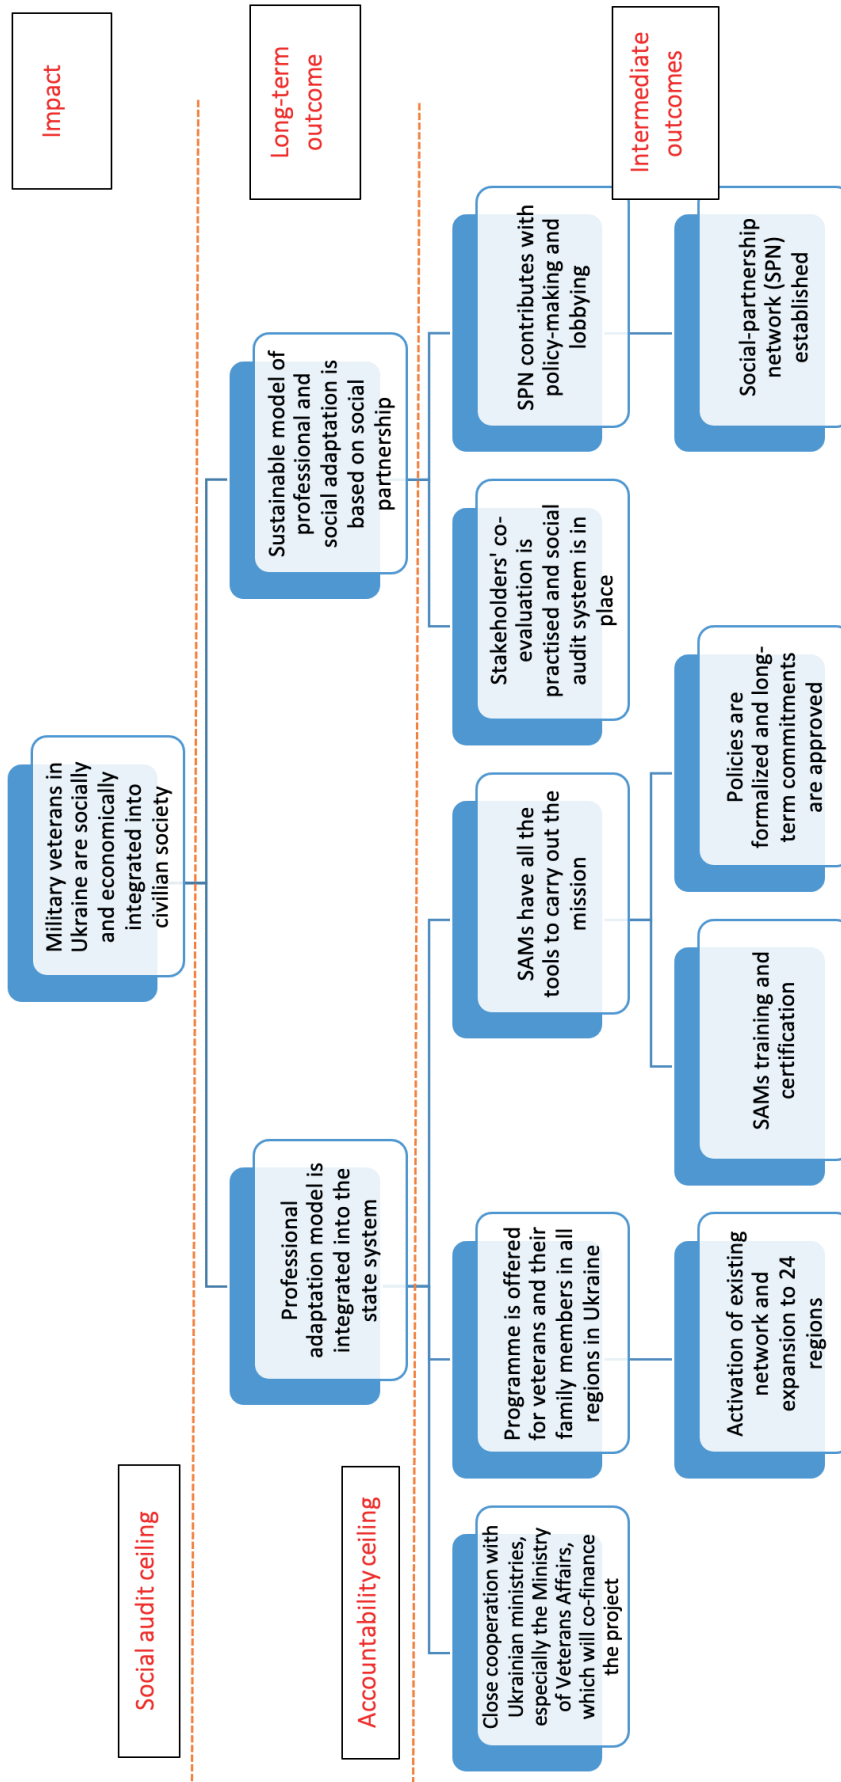 Impact
Military veterans in
Ukraine are socially
and economically
integrated into
civilian society
Social audit ceiling
Long-term
outcome
Professional
adaptation model is
integrated into the
state system
Sustainable model of
professional and
social adaptation is
based on social
partnership
Accountability ceiling
Intermediate
outcomes
Close cooperation with
Ukrainian ministries,
especially the Ministry
of Veterans Affairs,
which will co-finance
the project
Programme is offered
for veterans and their
family members in all
regions in Ukraine
SAMs have all the
tools to carry out the
mission
Stakeholders' co-
evaluation is
practised and social
audit system is in
place
SPN contributes with
policy-making and
lobbying
Activation of existing
network and
expansion to 24
regions
SAMs training and
certification
Policies are
formalized and long-
term commitments
are approved
Social-partnership
network (SPN)
established